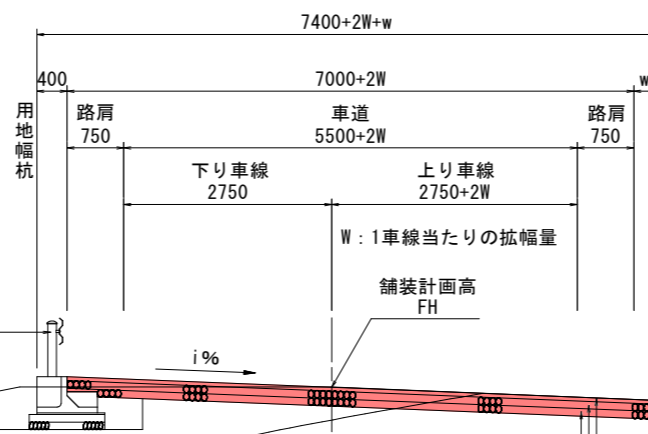 7400+2W+w
400
7000+2W
w
用地幅杭
路肩
750
車道
5500+2W
路肩
750
下り車線
2750
上り車線
2750+2W
W：1車線当たりの拡幅量
舗装計画高
FH
i%